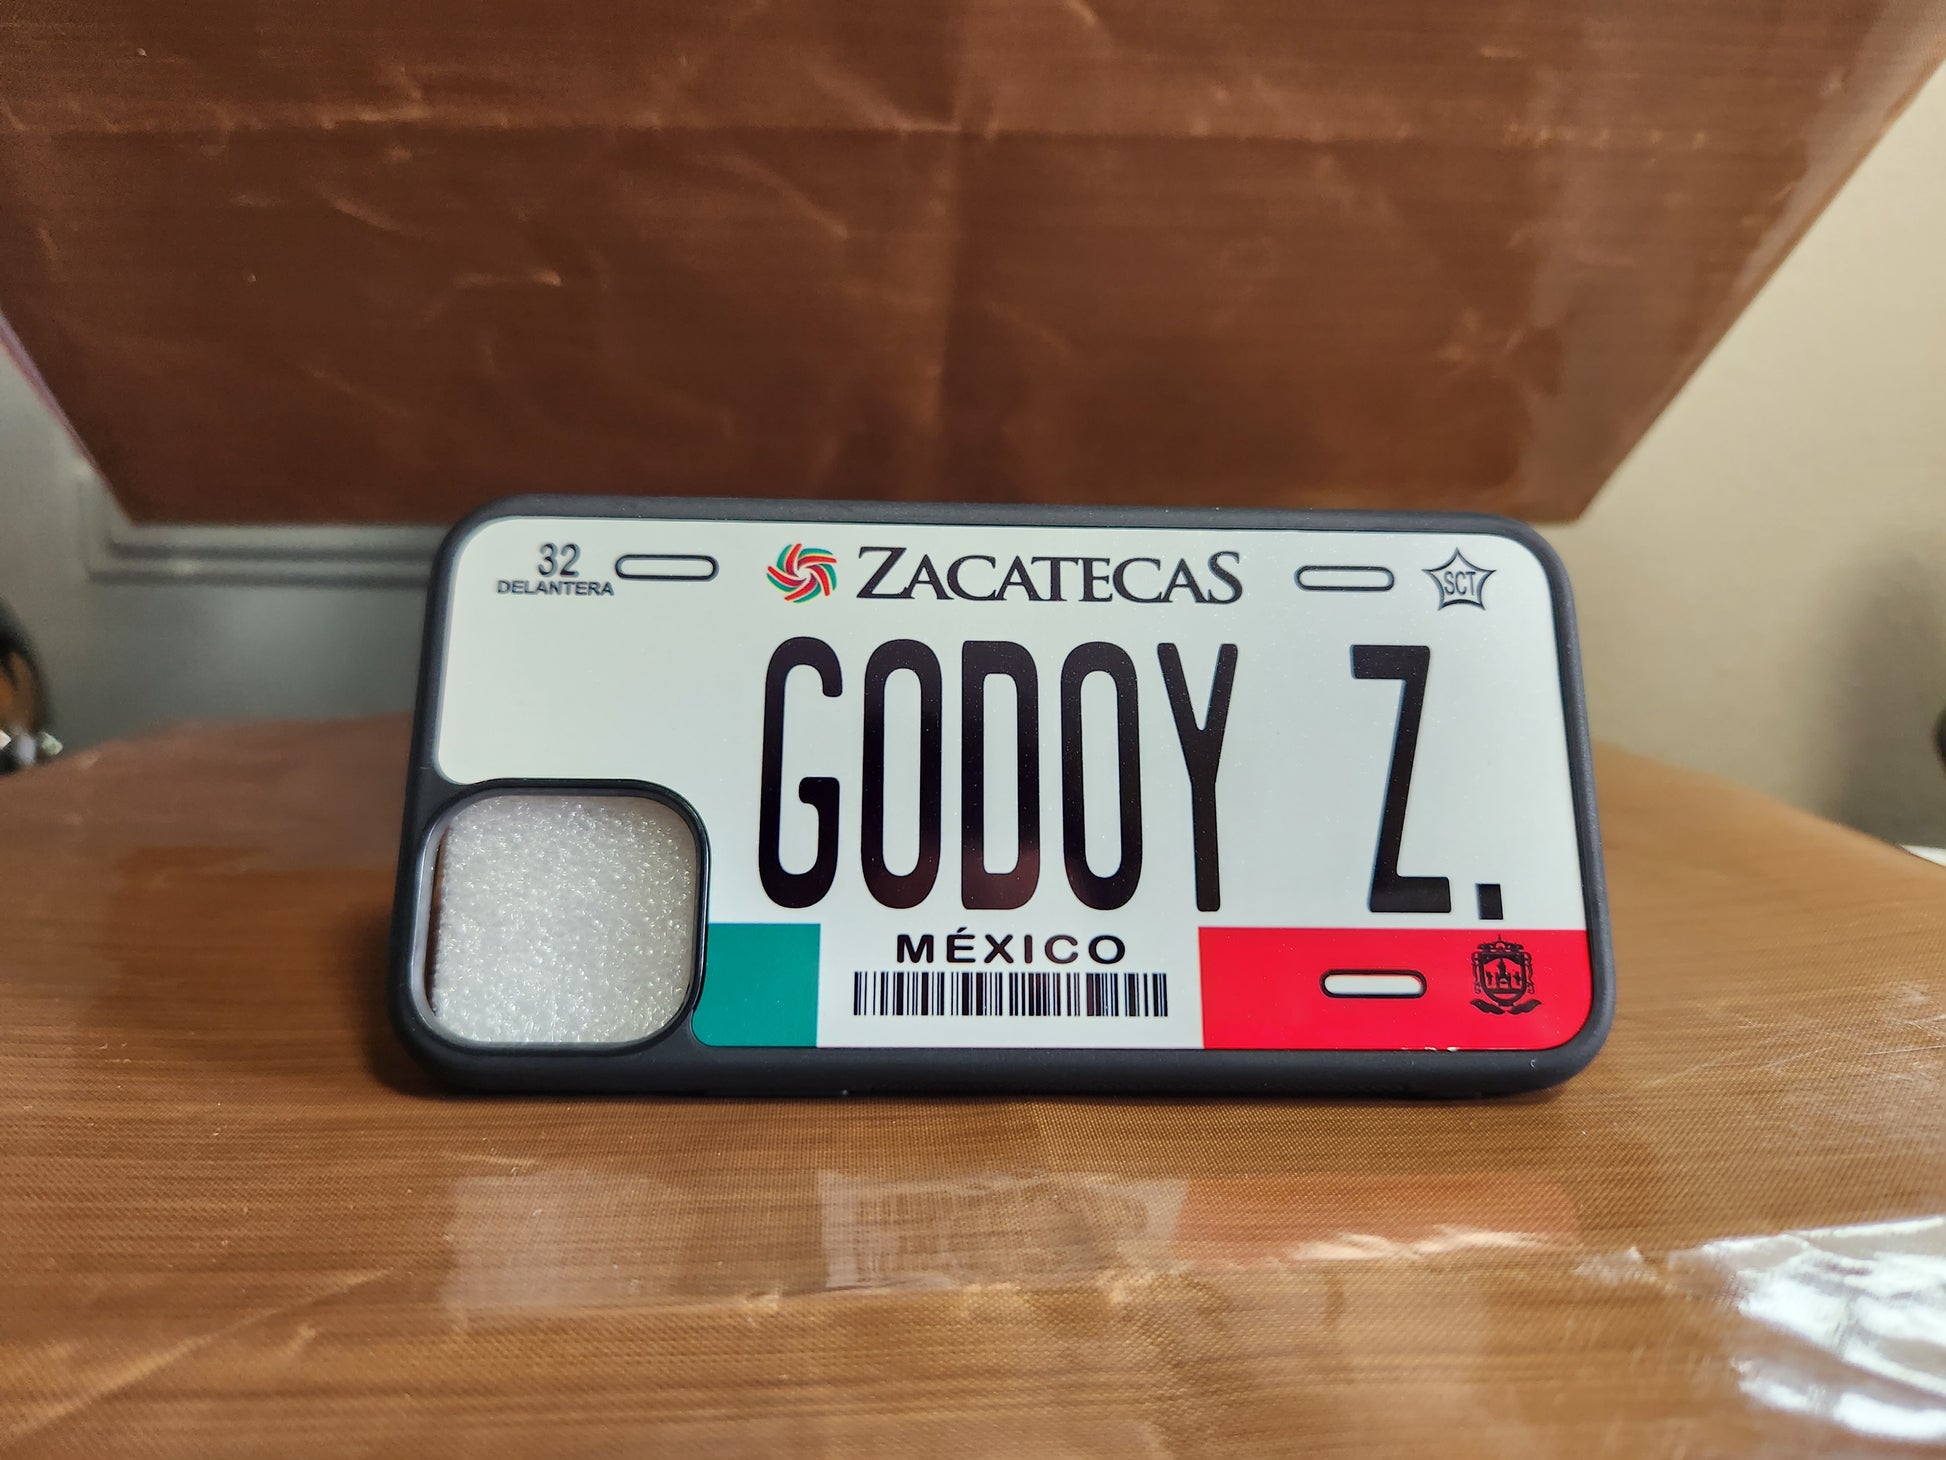 32
DELANTERA
ZACATECAS
SCT
GODOY Z.
MÉXICO